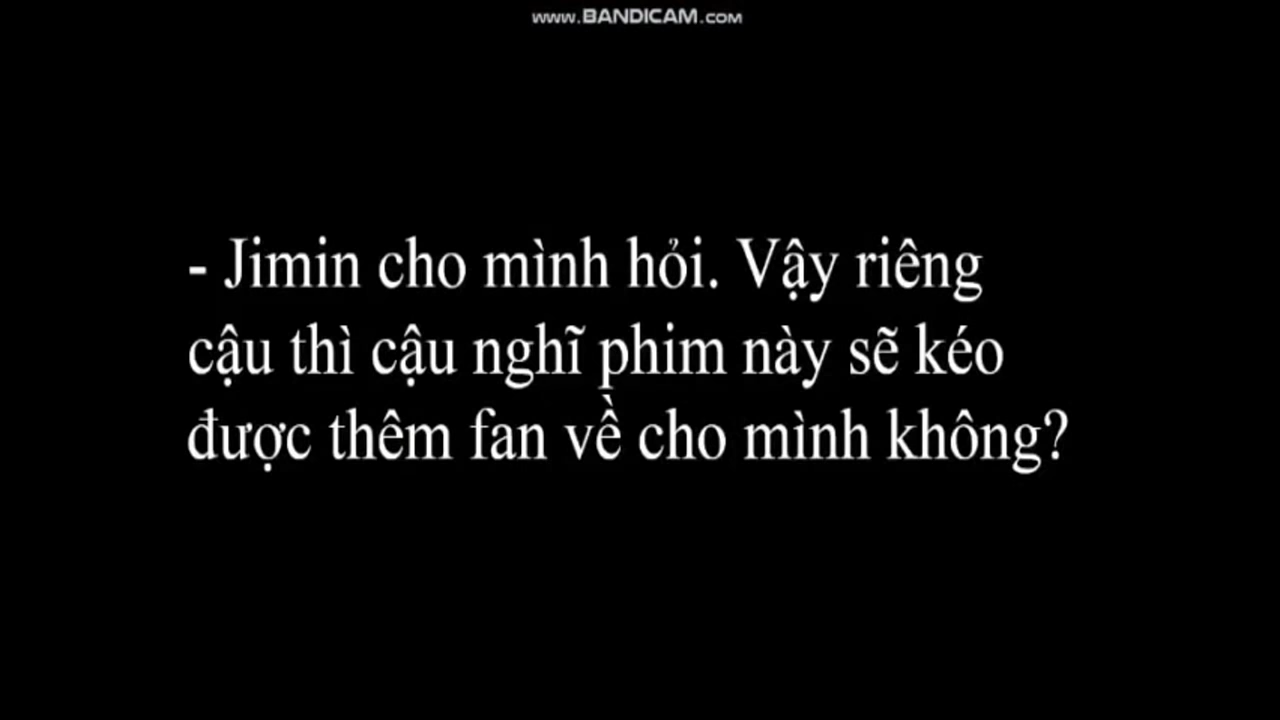 www.BANDICAM.com
- Jimin cho mình hỏi. Vậy riêng
cậu thì cậu nghĩ phim này sẽ kéo
được thêm fan về cho mình không?